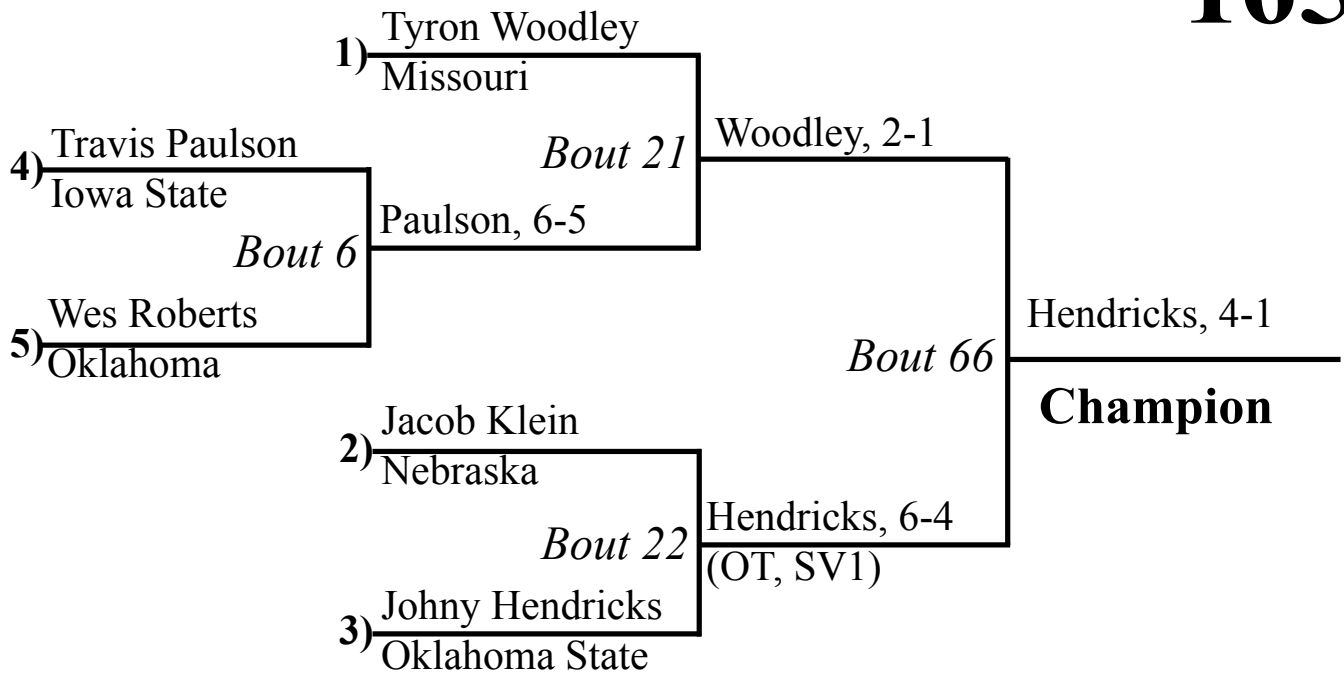 165
1) Tyron Woodley
Missouri
4) Travis Paulson
Iowa State
Bout 21
Woodley, 2-1
Bout 6
Paulson, 6-5
5) Wes Roberts
Oklahoma
Bout 66
Hendricks, 4-1
Champion
2) Jacob Klein
Nebraska
Bout 22
Hendricks, 6-4
(OT, SV1)
3) Johny Hendricks
Oklahoma State